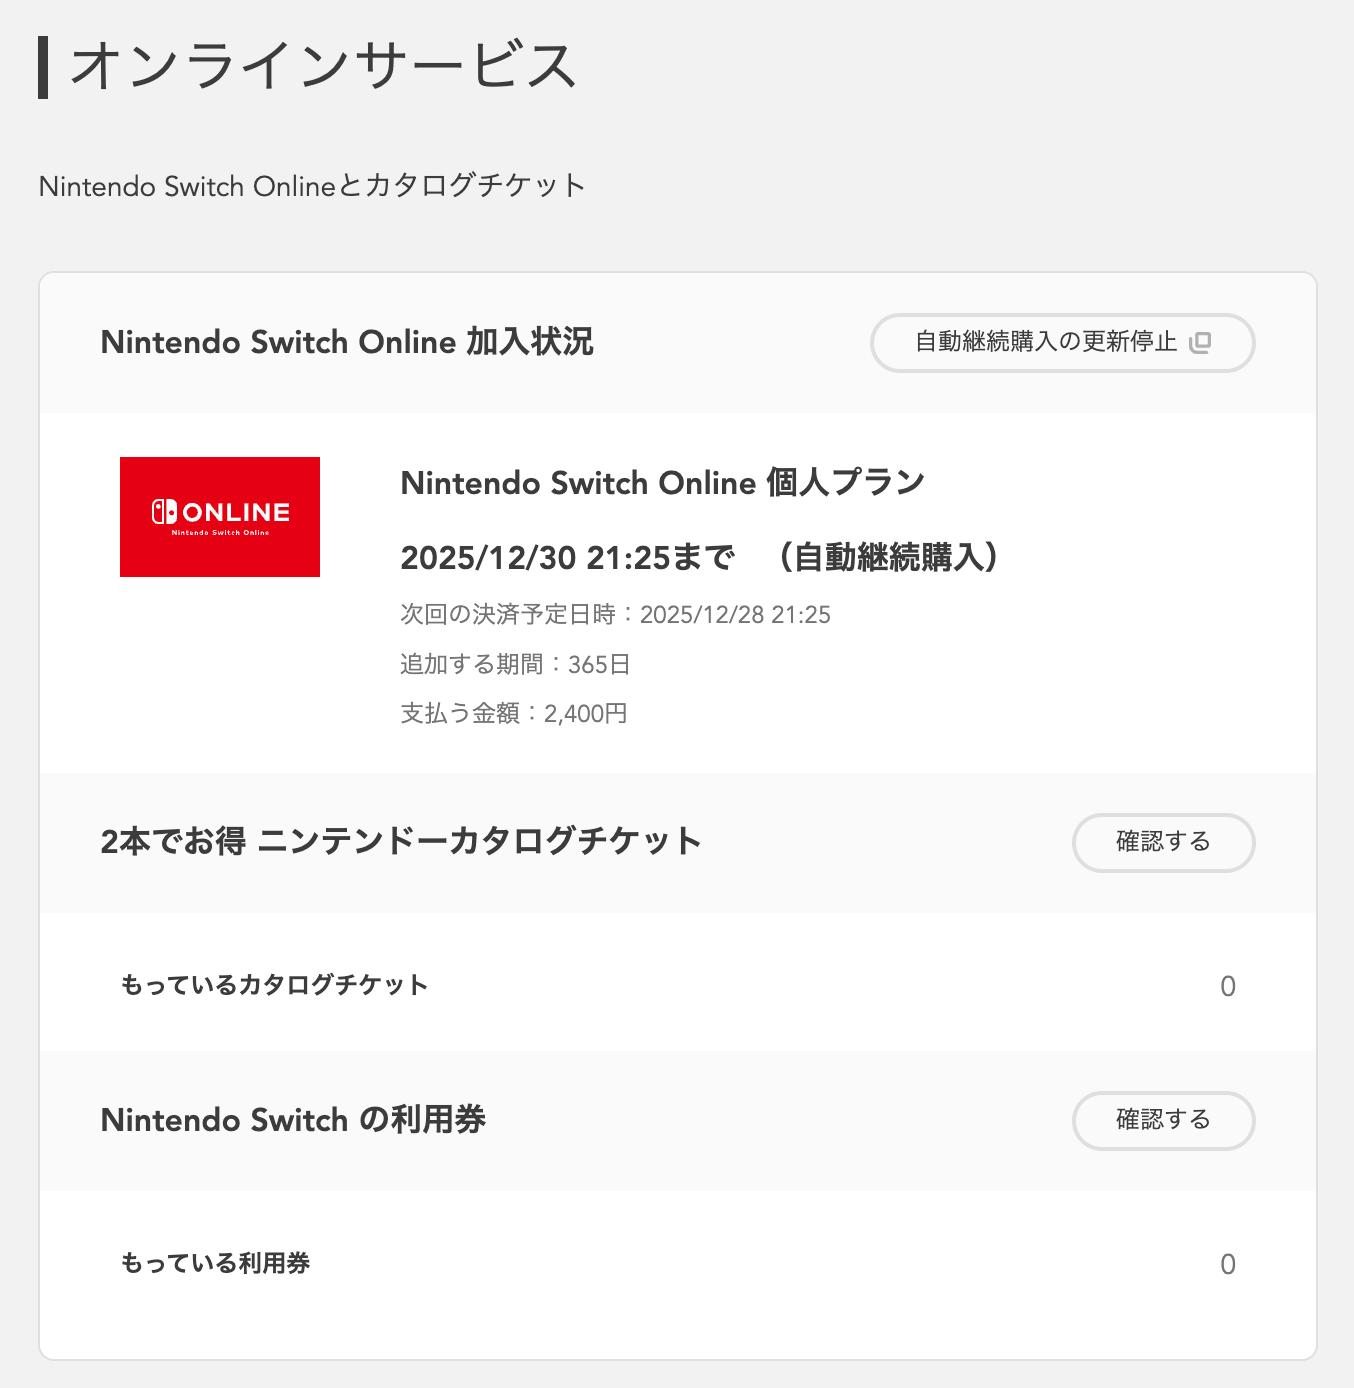 オンラインサービス
Nintendo Switch Onlineとカタログチケット
Nintendo Switch Online 加入状況
自動継続購入の更新停止
ONLINE
Nintendo Switch Online
Nintendo Switch Online 個人プラン
2025/12/30 21:25まで （自動継続購入）
次回の決済予定日時：2025/12/28 21:25
追加する期間：365日
支払う金額：2,400円
2本でお得 ニンテンドーカタログチケット
確認する
もっているカタログチケット 0
Nintendo Switch の利用券
確認する
もっている利用券 0